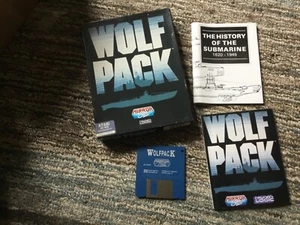 WOLF
PACK
THE HISTORY
OF THE
SUBMARINE
1620 - 1945
WOLFPACK
WOLF
PACK